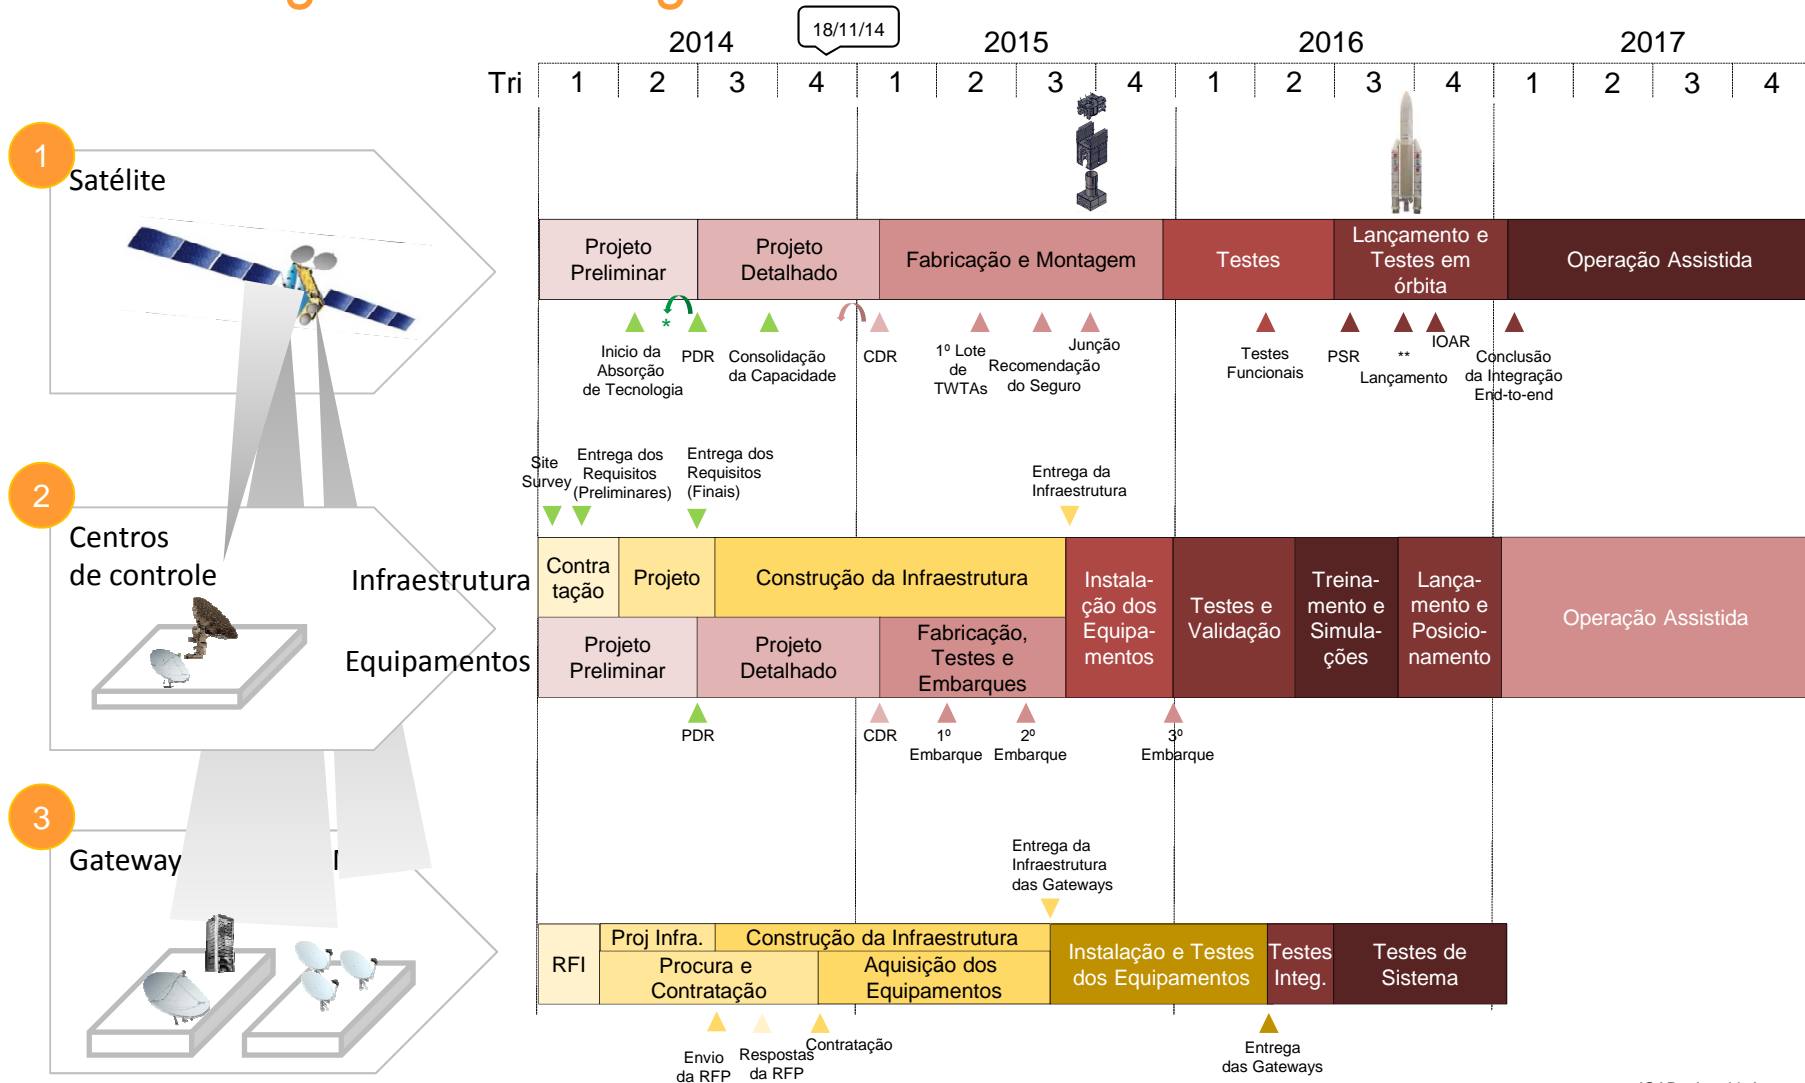 18/11/14
2014
2015
2016
2017
Tri
1
2
3
4
1
2
3
4
1
2
3
4
1
2
3
4
1
Satélite
Projeto
Preliminar
Projeto
Detalhado
Fabricação e Montagem
Testes
Lançamento e
Testes em
órbita
Operação Assistida
*
Inicio da
Absorção
de Tecnologia
PDR
Consolidação
da Capacidade
CDR
1º Lote
de
TWTAs
Recomendação
do Seguro
Junção
Testes
Funcionais
PSR
**
Lançamento
IOAR
Conclusão
da Integração
End-to-end
Site
Survey
Entrega dos
Requisitos
(Preliminares)
Entrega dos
Requisitos
(Finais)
Entrega da
Infraestrutura
2
Centros
de controle
Infraestrutura
Equipamentos
Contra
tação
Projeto
Construção da Infraestrutura
Projeto
Preliminar
Projeto
Detalhado
Fabricação,
Testes e
Embarques
Instala-
ção dos
Equipa-
mentos
Testes e
Validação
Treina-
mento e
Simula-
ções
Lança-
mento e
Posicio-
namento
Operação Assistida
PDR
CDR
1º
Embarque
2º
Embarque
3º
Embarque
3
Gateway
Entrega da
Infraestrutura
das Gateways
RFI
Proj Infra.
Construção da Infraestrutura
Procura e
Contratação
Aquisição dos
Equipamentos
Instalação e Testes
dos Equipamentos
Testes
Integ.
Testes de
Sistema
Envio
da RFP
Respostas
da RFP
Contratação
Entrega
das Gateways